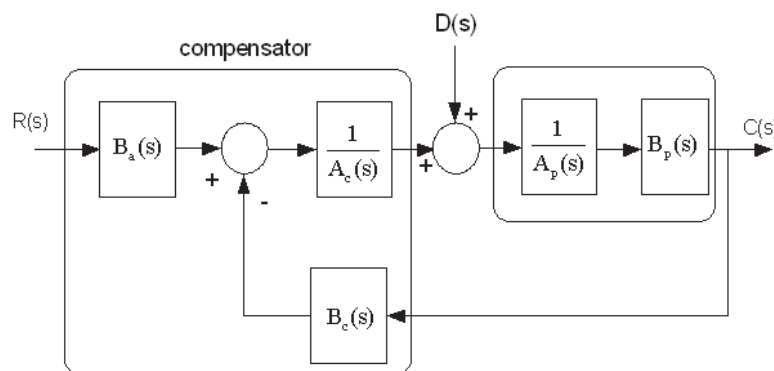 D(s)
compensator
R(s)
B_a(s)
1
A_c(s)
1
A_p(s)
B_p(s)
C(s)
+
+
+
-
B_c(s)